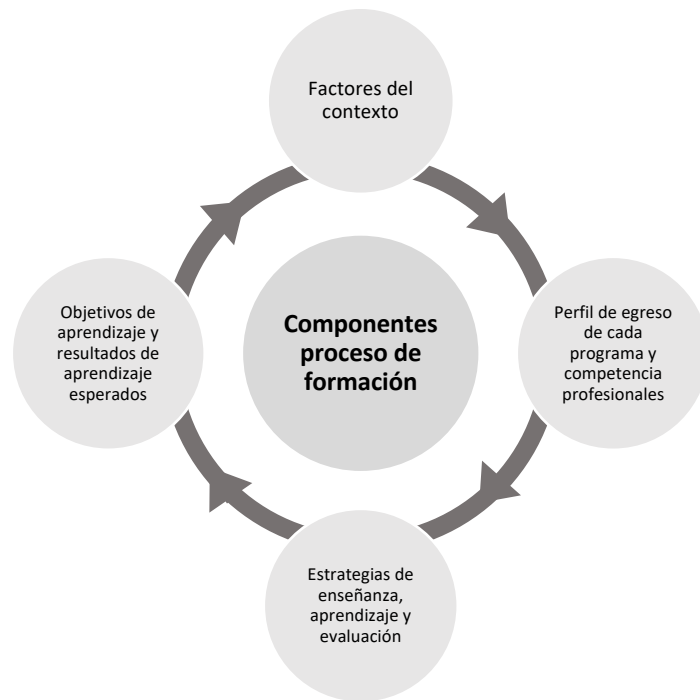 Factores del
contexto
Objetivos de
aprendizaje y
resultados de
aprendizaje
esperados
Componentes
proceso de
formación
Perfil de egreso
de cada
programa y
competencia
profesionales
Estrategias de
enseñanza,
aprendizaje y
evaluación